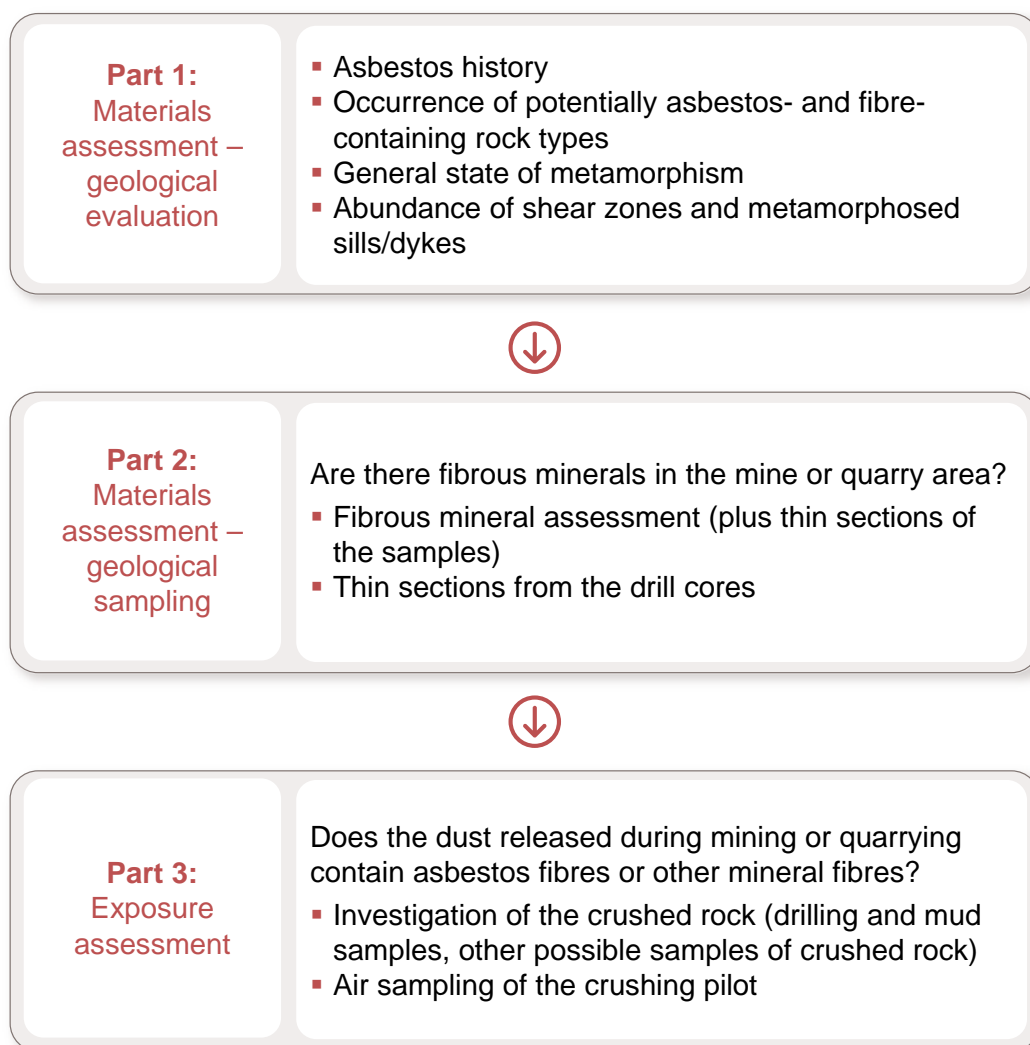 Part 1:
Materials
assessment –
geological
evaluation
▪ Asbestos history
▪ Occurrence of potentially asbestos- and fibre-
containing rock types
▪ General state of metamorphism
▪ Abundance of shear zones and metamorphosed
sills/dykes
Part 2:
Materials
assessment –
geological
sampling
Are there fibrous minerals in the mine or quarry area?
▪ Fibrous mineral assessment (plus thin sections of
the samples)
▪ Thin sections from the drill cores
Part 3:
Exposure
assessment
Does the dust released during mining or quarrying
contain asbestos fibres or other mineral fibres?
▪ Investigation of the crushed rock (drilling and mud
samples, other possible samples of crushed rock)
▪ Air sampling of the crushing pilot